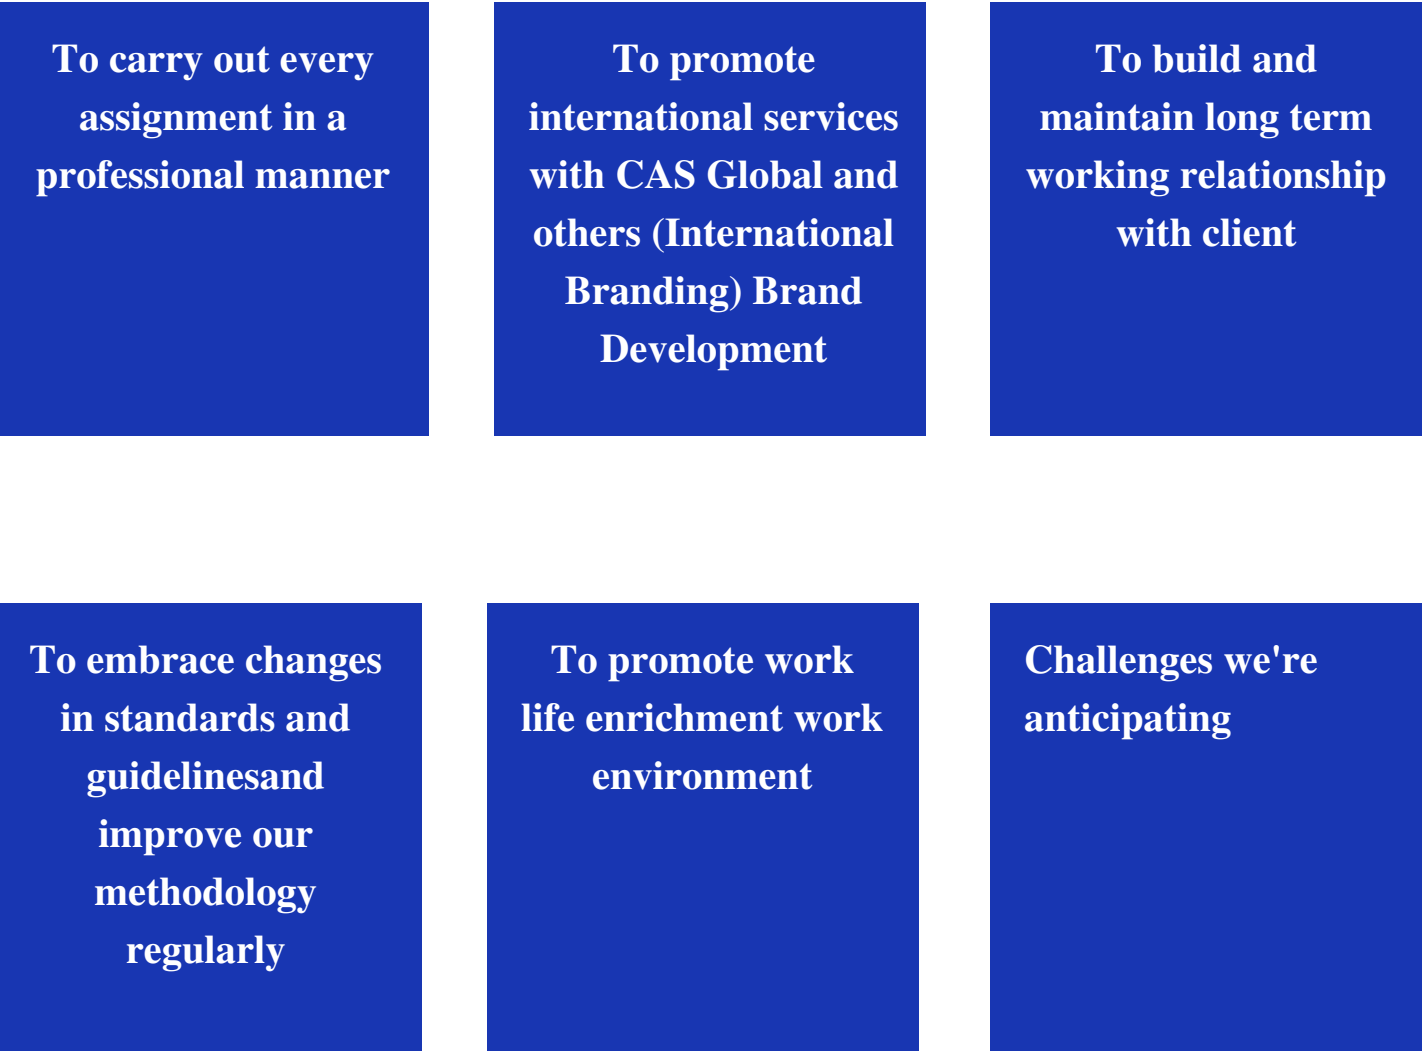 To carry out every
assignment in a
professional manner
To promote
international services
with CAS Global and
others (International
Branding) Brand
Development
To build and
maintain long term
working relationship
with client
To embrace changes
in standards and
guidelinesand
improve our
methodology
regularly
To promote work
life enrichment work
environment
Challenges we're
anticipating